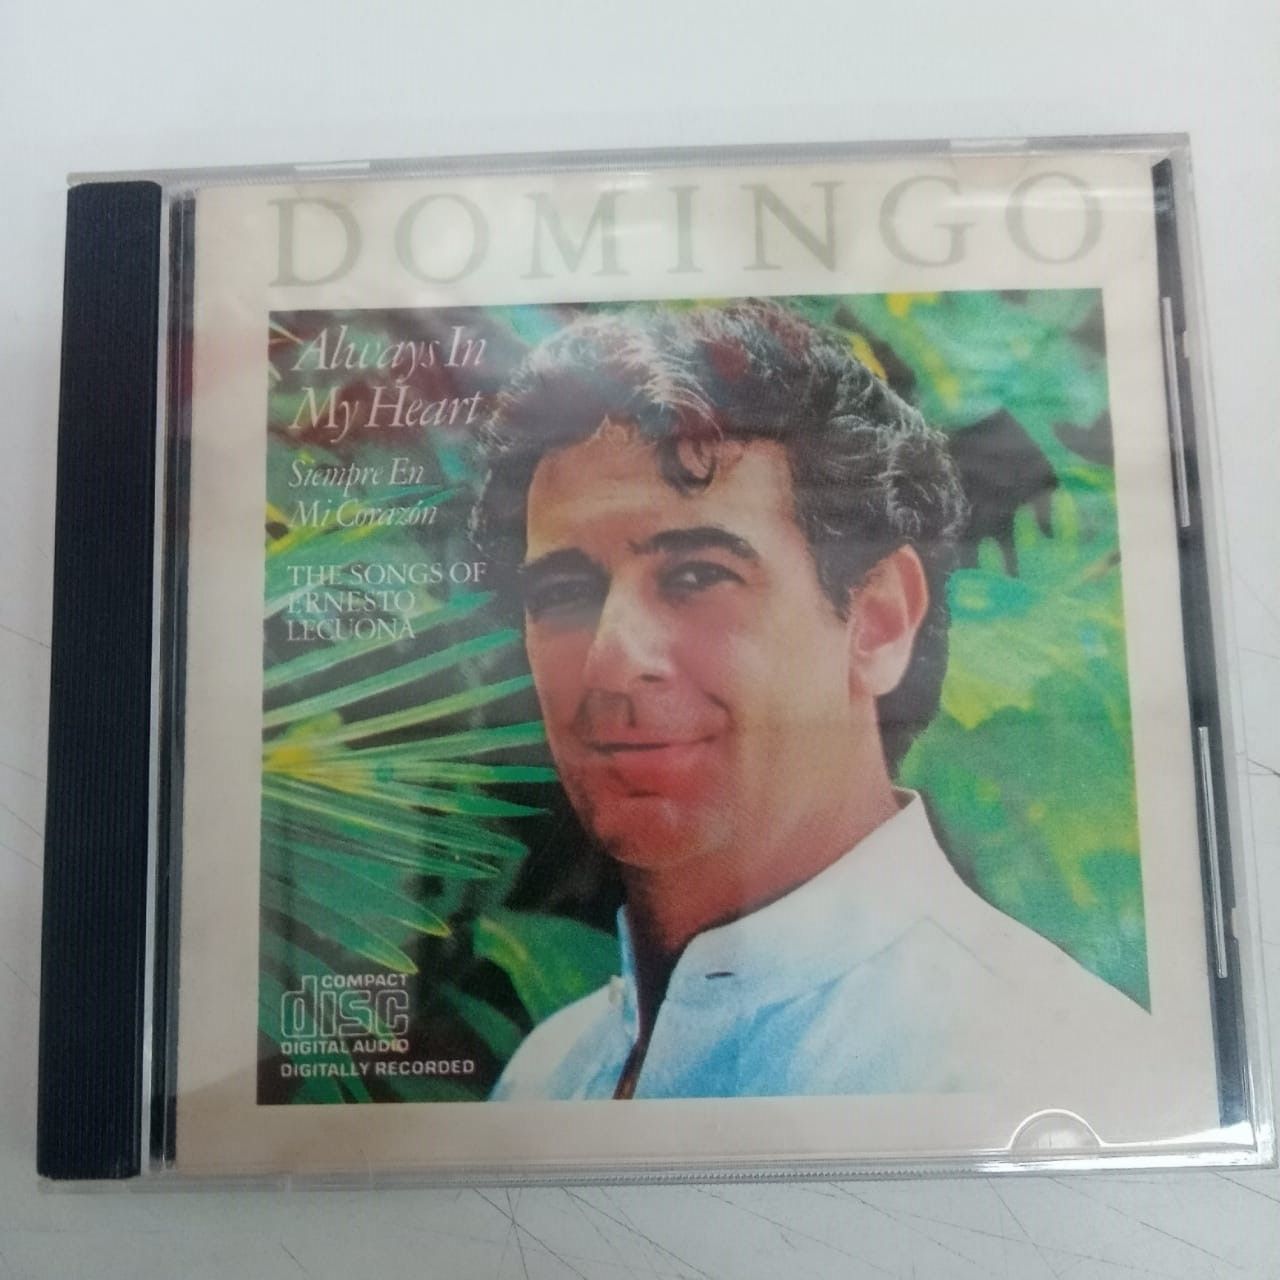 DOMINGO
Always In
My Heart
Siempre En
Mi Corazón
THE SONGS OF
ERNESTO
LECUONA
COMPACT
disc
DIGITAL AUDIO
DIGITALLY RECORDED